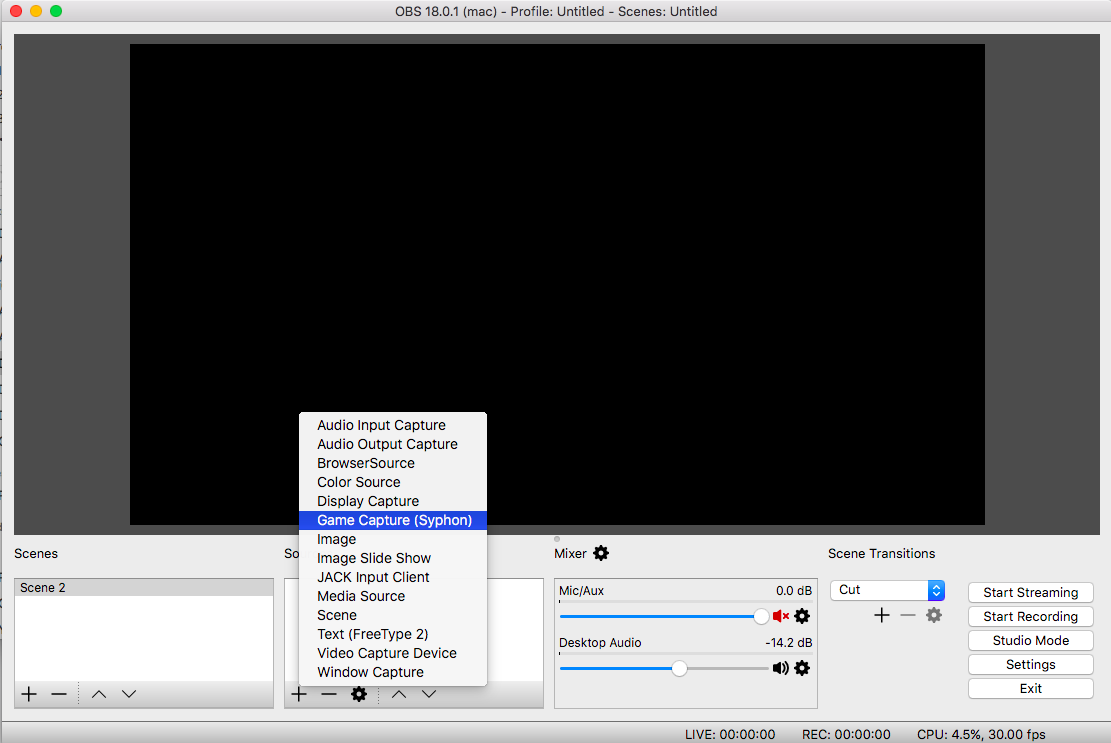 OBS 18.0.1 (mac) - Profile: Untitled - Scenes: Untitled
Audio Input Capture
Audio Output Capture
BrowserSource
Color Source
Display Capture
Game Capture (Syphon)
Image
Image Slide Show
JACK Input Client
Media Source
Scene
Text (FreeType 2)
Video Capture Device
Window Capture
Scenes
Scene 2
So
Mixer
Mic/Aux 0.0 dB
Desktop Audio -14.2 dB
Scene Transitions
Cut
Start Streaming
Start Recording
Studio Mode
Settings
Exit
LIVE: 00:00:00 REC: 00:00:00 CPU: 4.5%, 30.00 fps